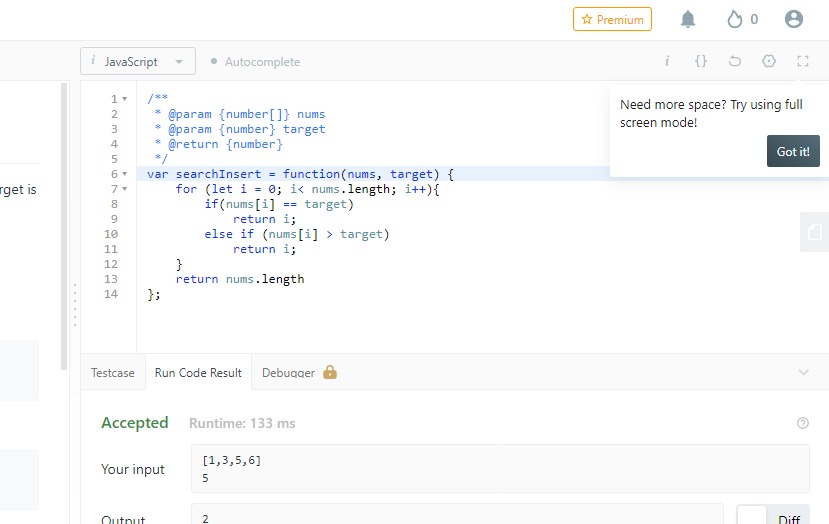 Premium
0
i JavaScript
Autocomplete
i {}
Need more space? Try using full
screen mode!
Got it!
rget is
1 /**
2 * @param {number[]} nums
3 * @param {number} target
4 * @return {number}
5 */
6 var searchInsert = function(nums, target) {
7 for (let i = 0; i< nums.length; i++){
8 if(nums[i] == target)
9 return i;
10 else if (nums[i] > target)
11 return i;
12 }
13 return nums.length
14 };
Testcase Run Code Result Debugger
Accepted Runtime: 133 ms
Your input
[1,3,5,6]
5
Output
2
Diff